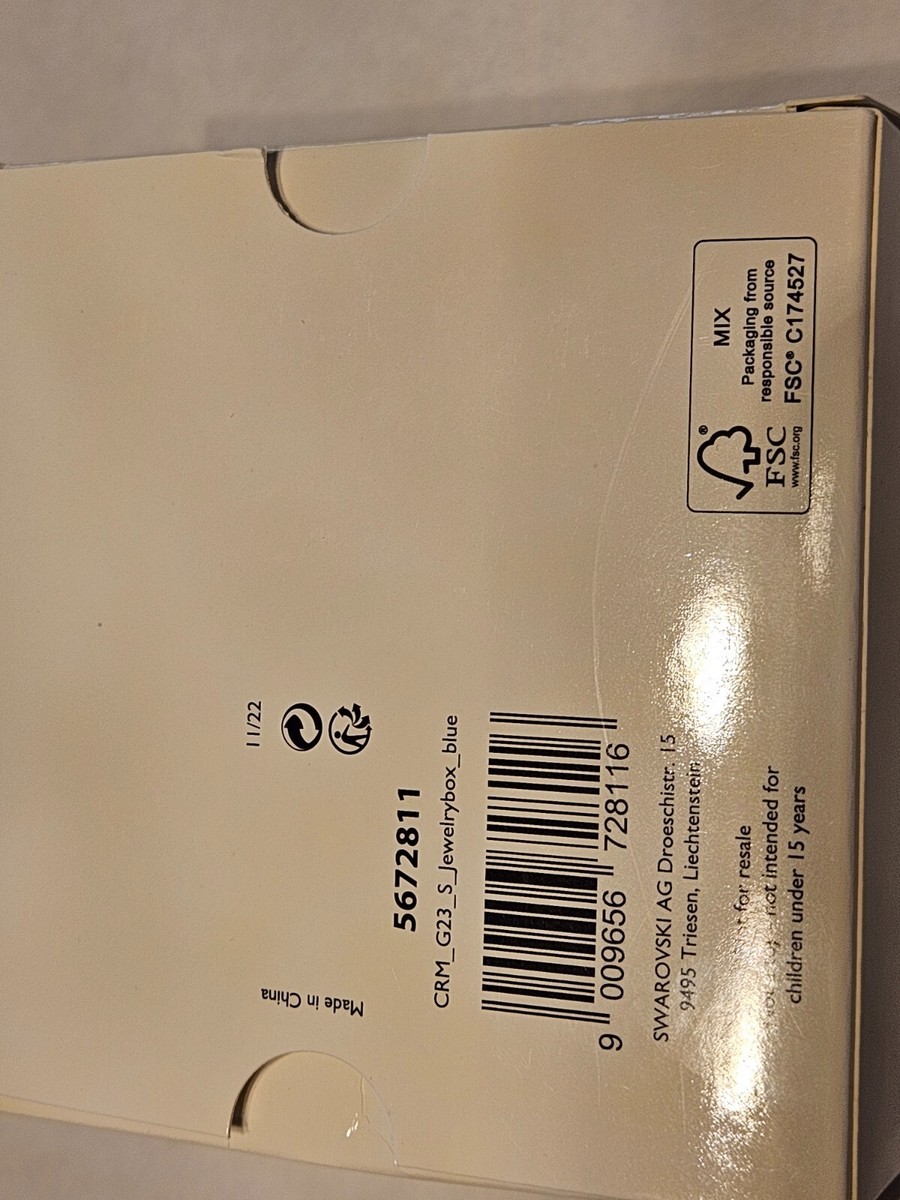 11/22
Made in China
5672811
CRM_G23_S_Jewelrybox_blue
9 009656 728116
SWAROVSKI AG Droeschistr. 15
9495 Triesen, Liechtenstein
for resale
not intended for
children under 15 years
MIX
Packaging from
responsible source
FSC® C174527
®
FSC
www.fsc.org